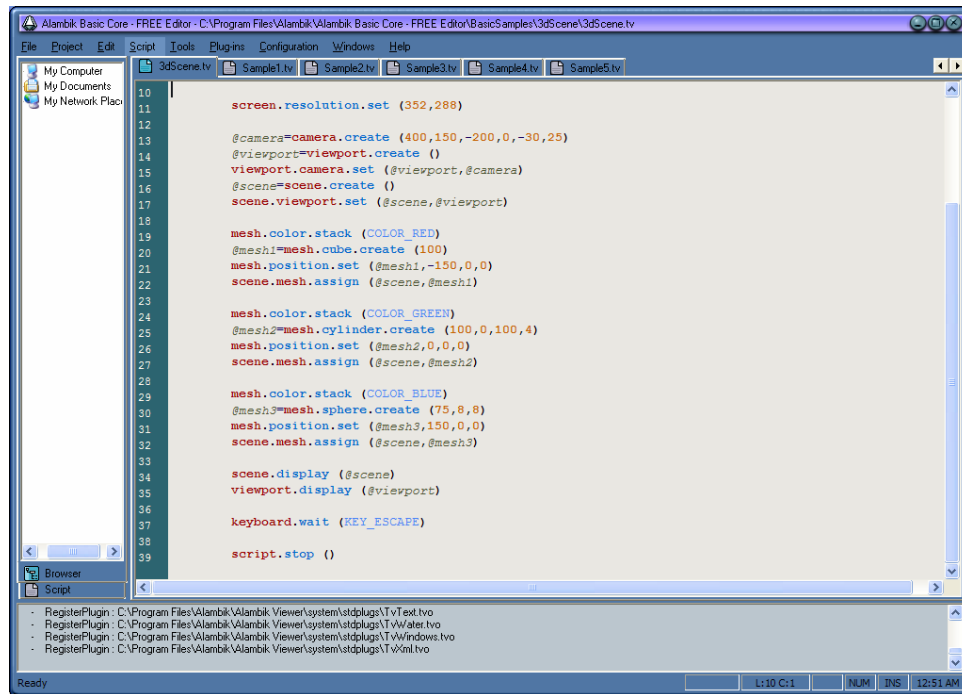 Alambik Basic Core - FREE Editor - C:\Program Files\Alambik\Alambik Basic Core - FREE Editor\BasicSamples\3dScene\3dScene.tv
File Project Edit Script Tools Plug-ins Configuration Windows Help
My Computer
My Documents
My Network Plac
3dScene.tv Sample1.tv Sample2.tv Sample3.tv Sample4.tv Sample5.tv
10
11 screen.resolution.set (352,288)
12
13 @camera=camera.create (400,150,-200,0,-30,25)
14 @viewport=viewport.create ()
15 viewport.camera.set (@viewport,@camera)
16 @scene=scene.create ()
17 scene.viewport.set (@scene,@viewport)
18
19 mesh.color.stack (COLOR_RED)
20 @mesh1=mesh.cube.create (100)
21 mesh.position.set (@mesh1,-150,0,0)
22 scene.mesh.assign (@scene,@mesh1)
23
24 mesh.color.stack (COLOR_GREEN)
25 @mesh2=mesh.cylinder.create (100,0,100,4)
26 mesh.position.set (@mesh2,0,0,0)
27 scene.mesh.assign (@scene,@mesh2)
28
29 mesh.color.stack (COLOR_BLUE)
30 @mesh3=mesh.sphere.create (75,8,8)
31 mesh.position.set (@mesh3,150,0,0)
32 scene.mesh.assign (@scene,@mesh3)
33
34 scene.display (@scene)
35 viewport.display (@viewport)
36
37 keyboard.wait (KEY_ESCAPE)
38
39 script.stop ()
Browser
Script
- RegisterPlugin : C:\Program Files\Alambik\Alambik Viewer\system\stdplugs\TvText.tvo
- RegisterPlugin : C:\Program Files\Alambik\Alambik Viewer\system\stdplugs\TvWater.tvo
- RegisterPlugin : C:\Program Files\Alambik\Alambik Viewer\system\stdplugs\TvWindows.tvo
- RegisterPlugin : C:\Program Files\Alambik\Alambik Viewer\system\stdplugs\TvXml.tvo
Ready L:10 C:1 NUM INS 12:51 AM